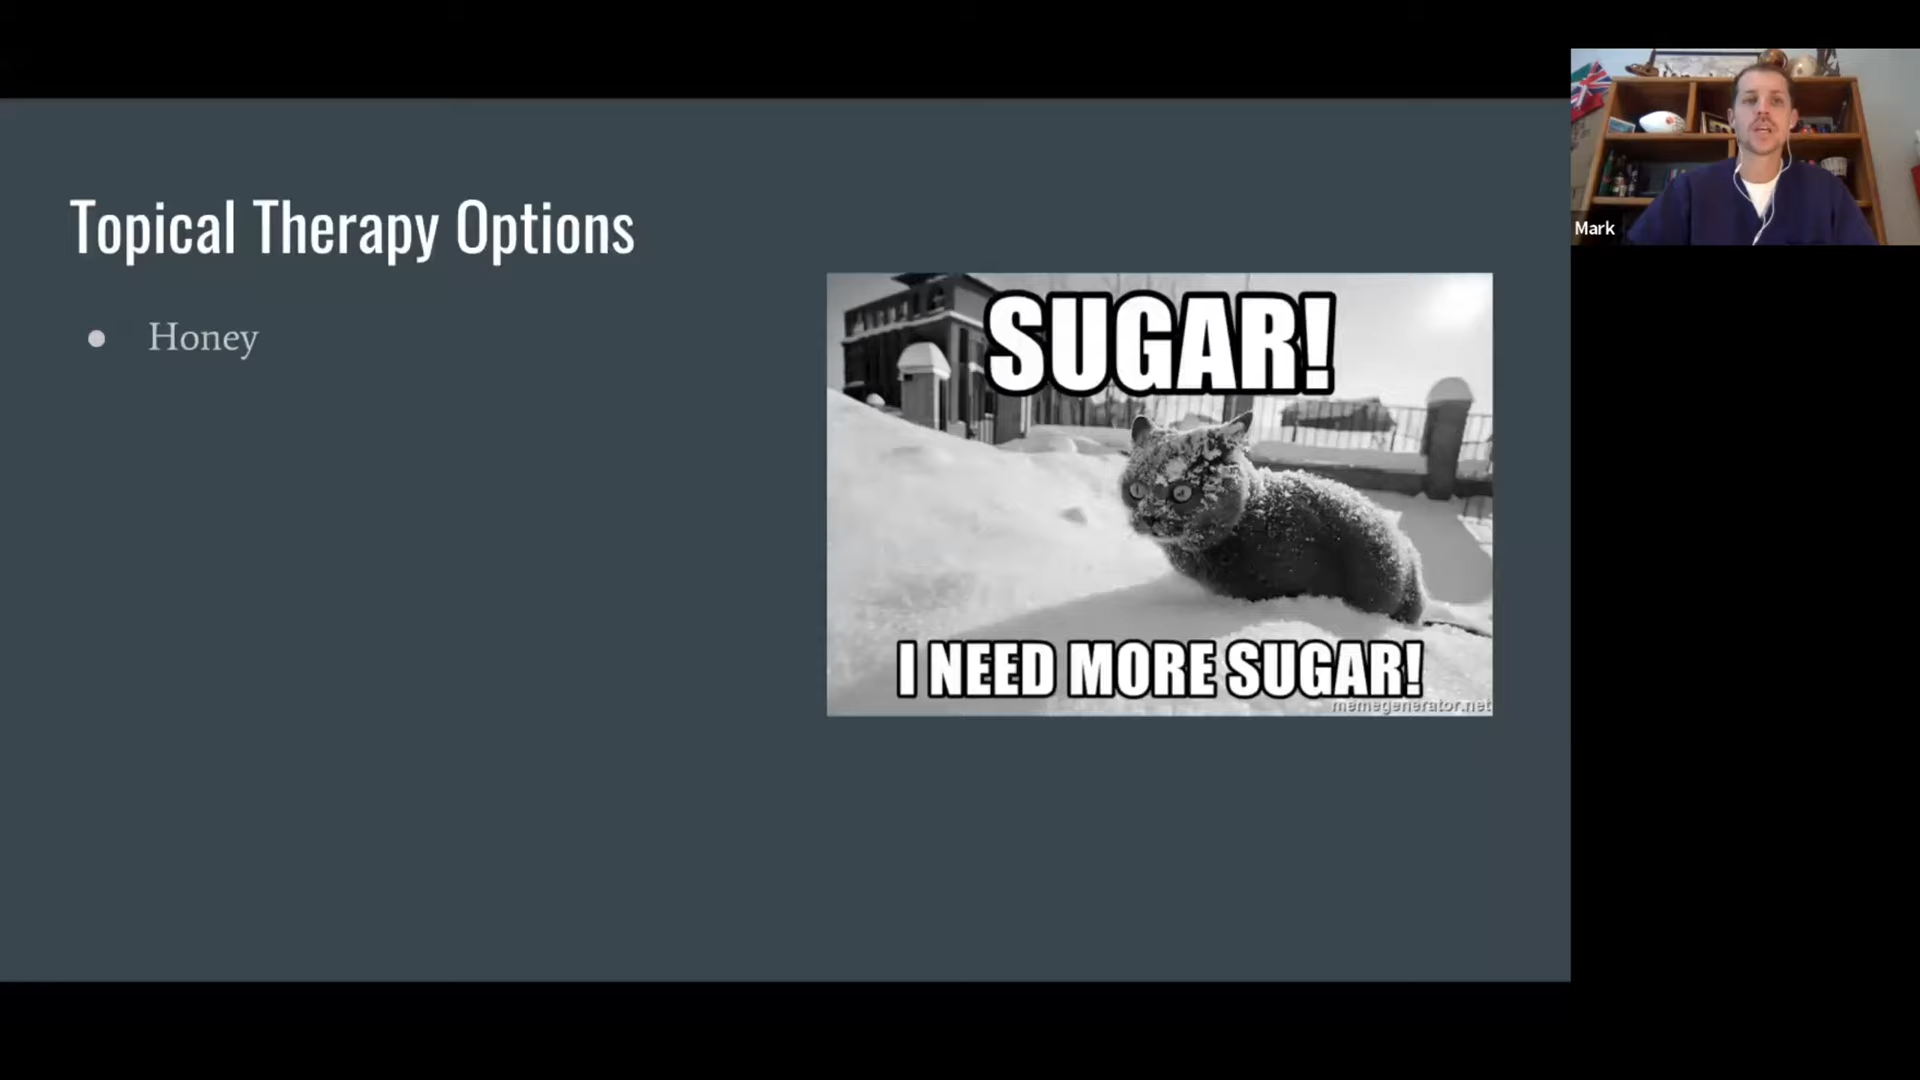 Topical Therapy Options
● Honey
SUGAR!
I NEED MORE SUGAR!
memegenerator.net
Mark